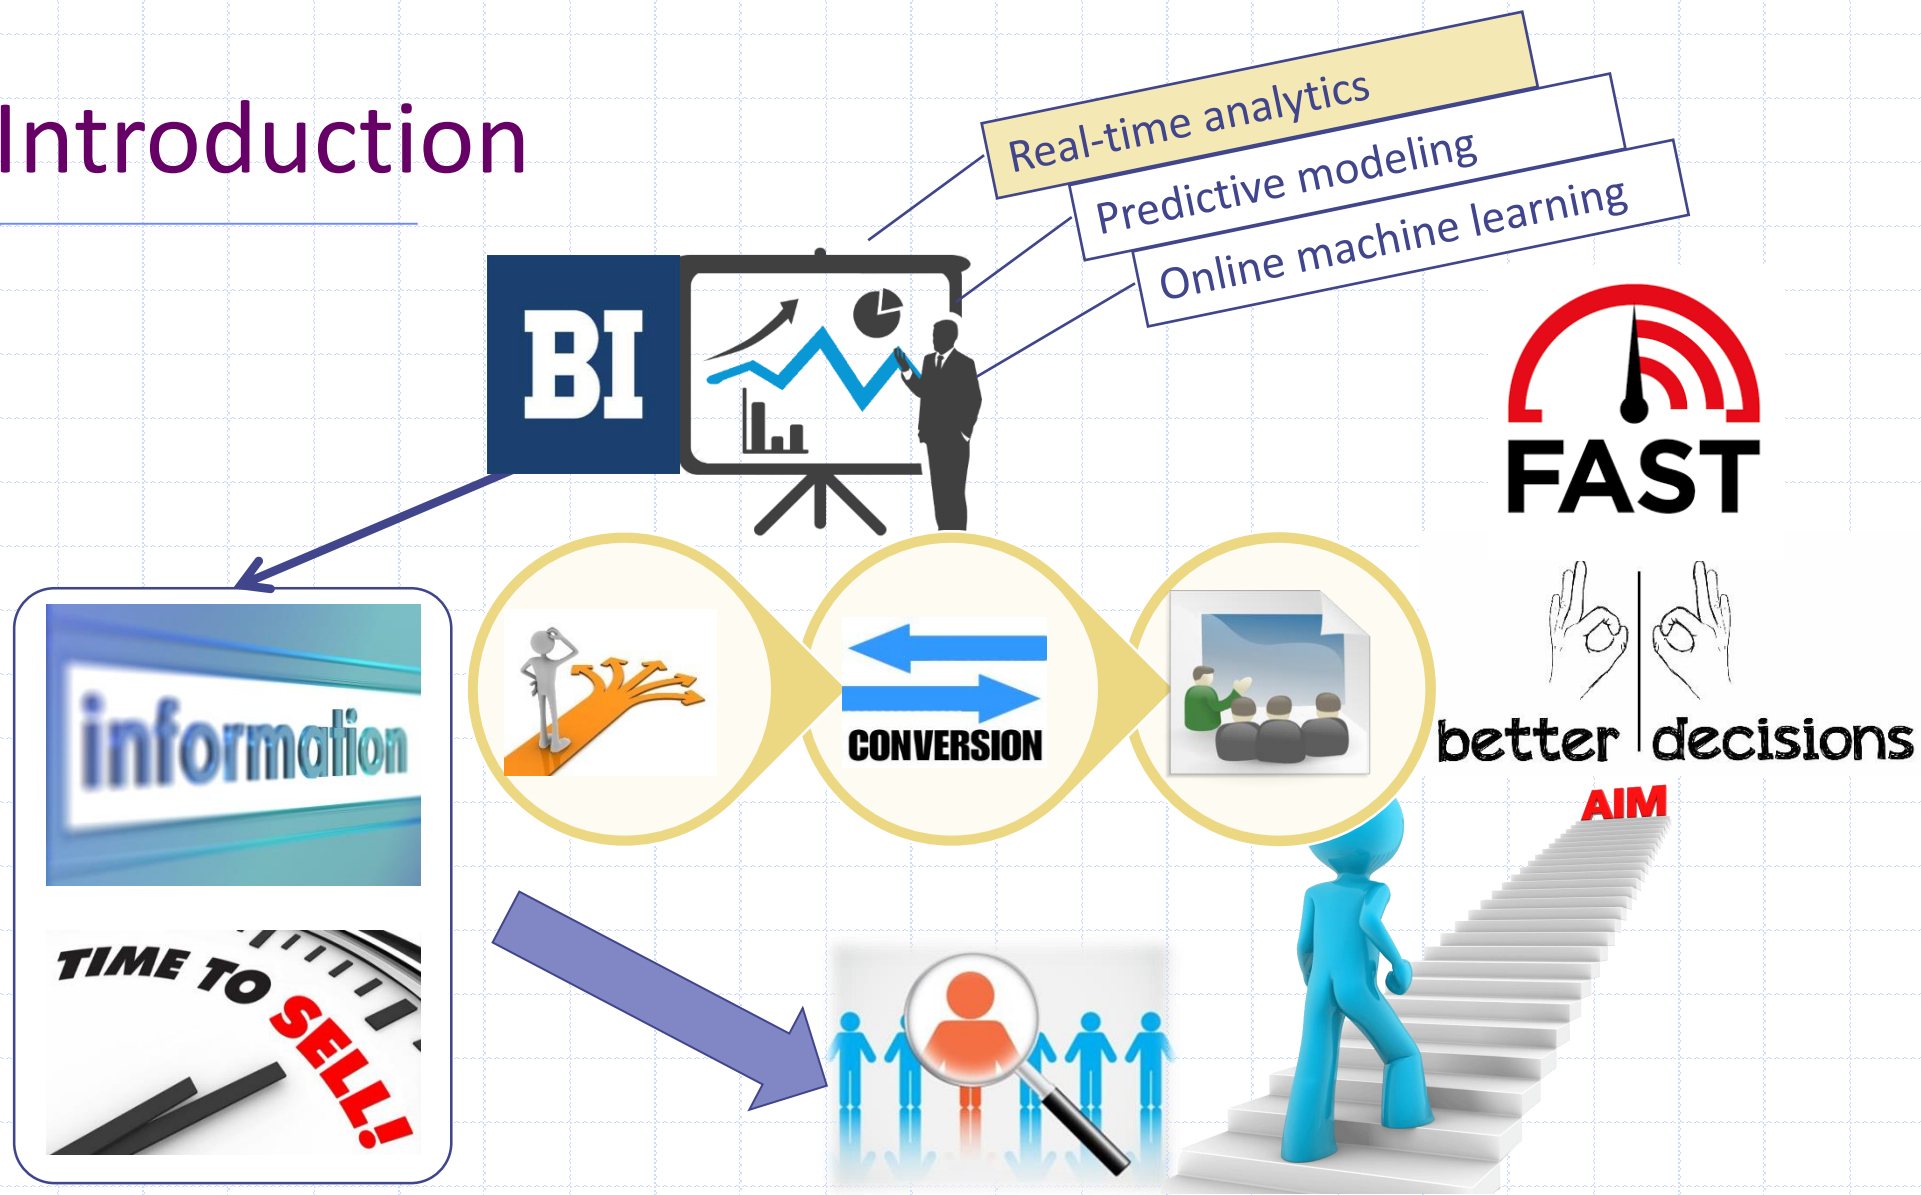 Introduction
Real-time analytics
Predictive modeling
Online machine learning
BI
FAST
information
CONVERSION
better decisions
AIM
TIME TO SELL!